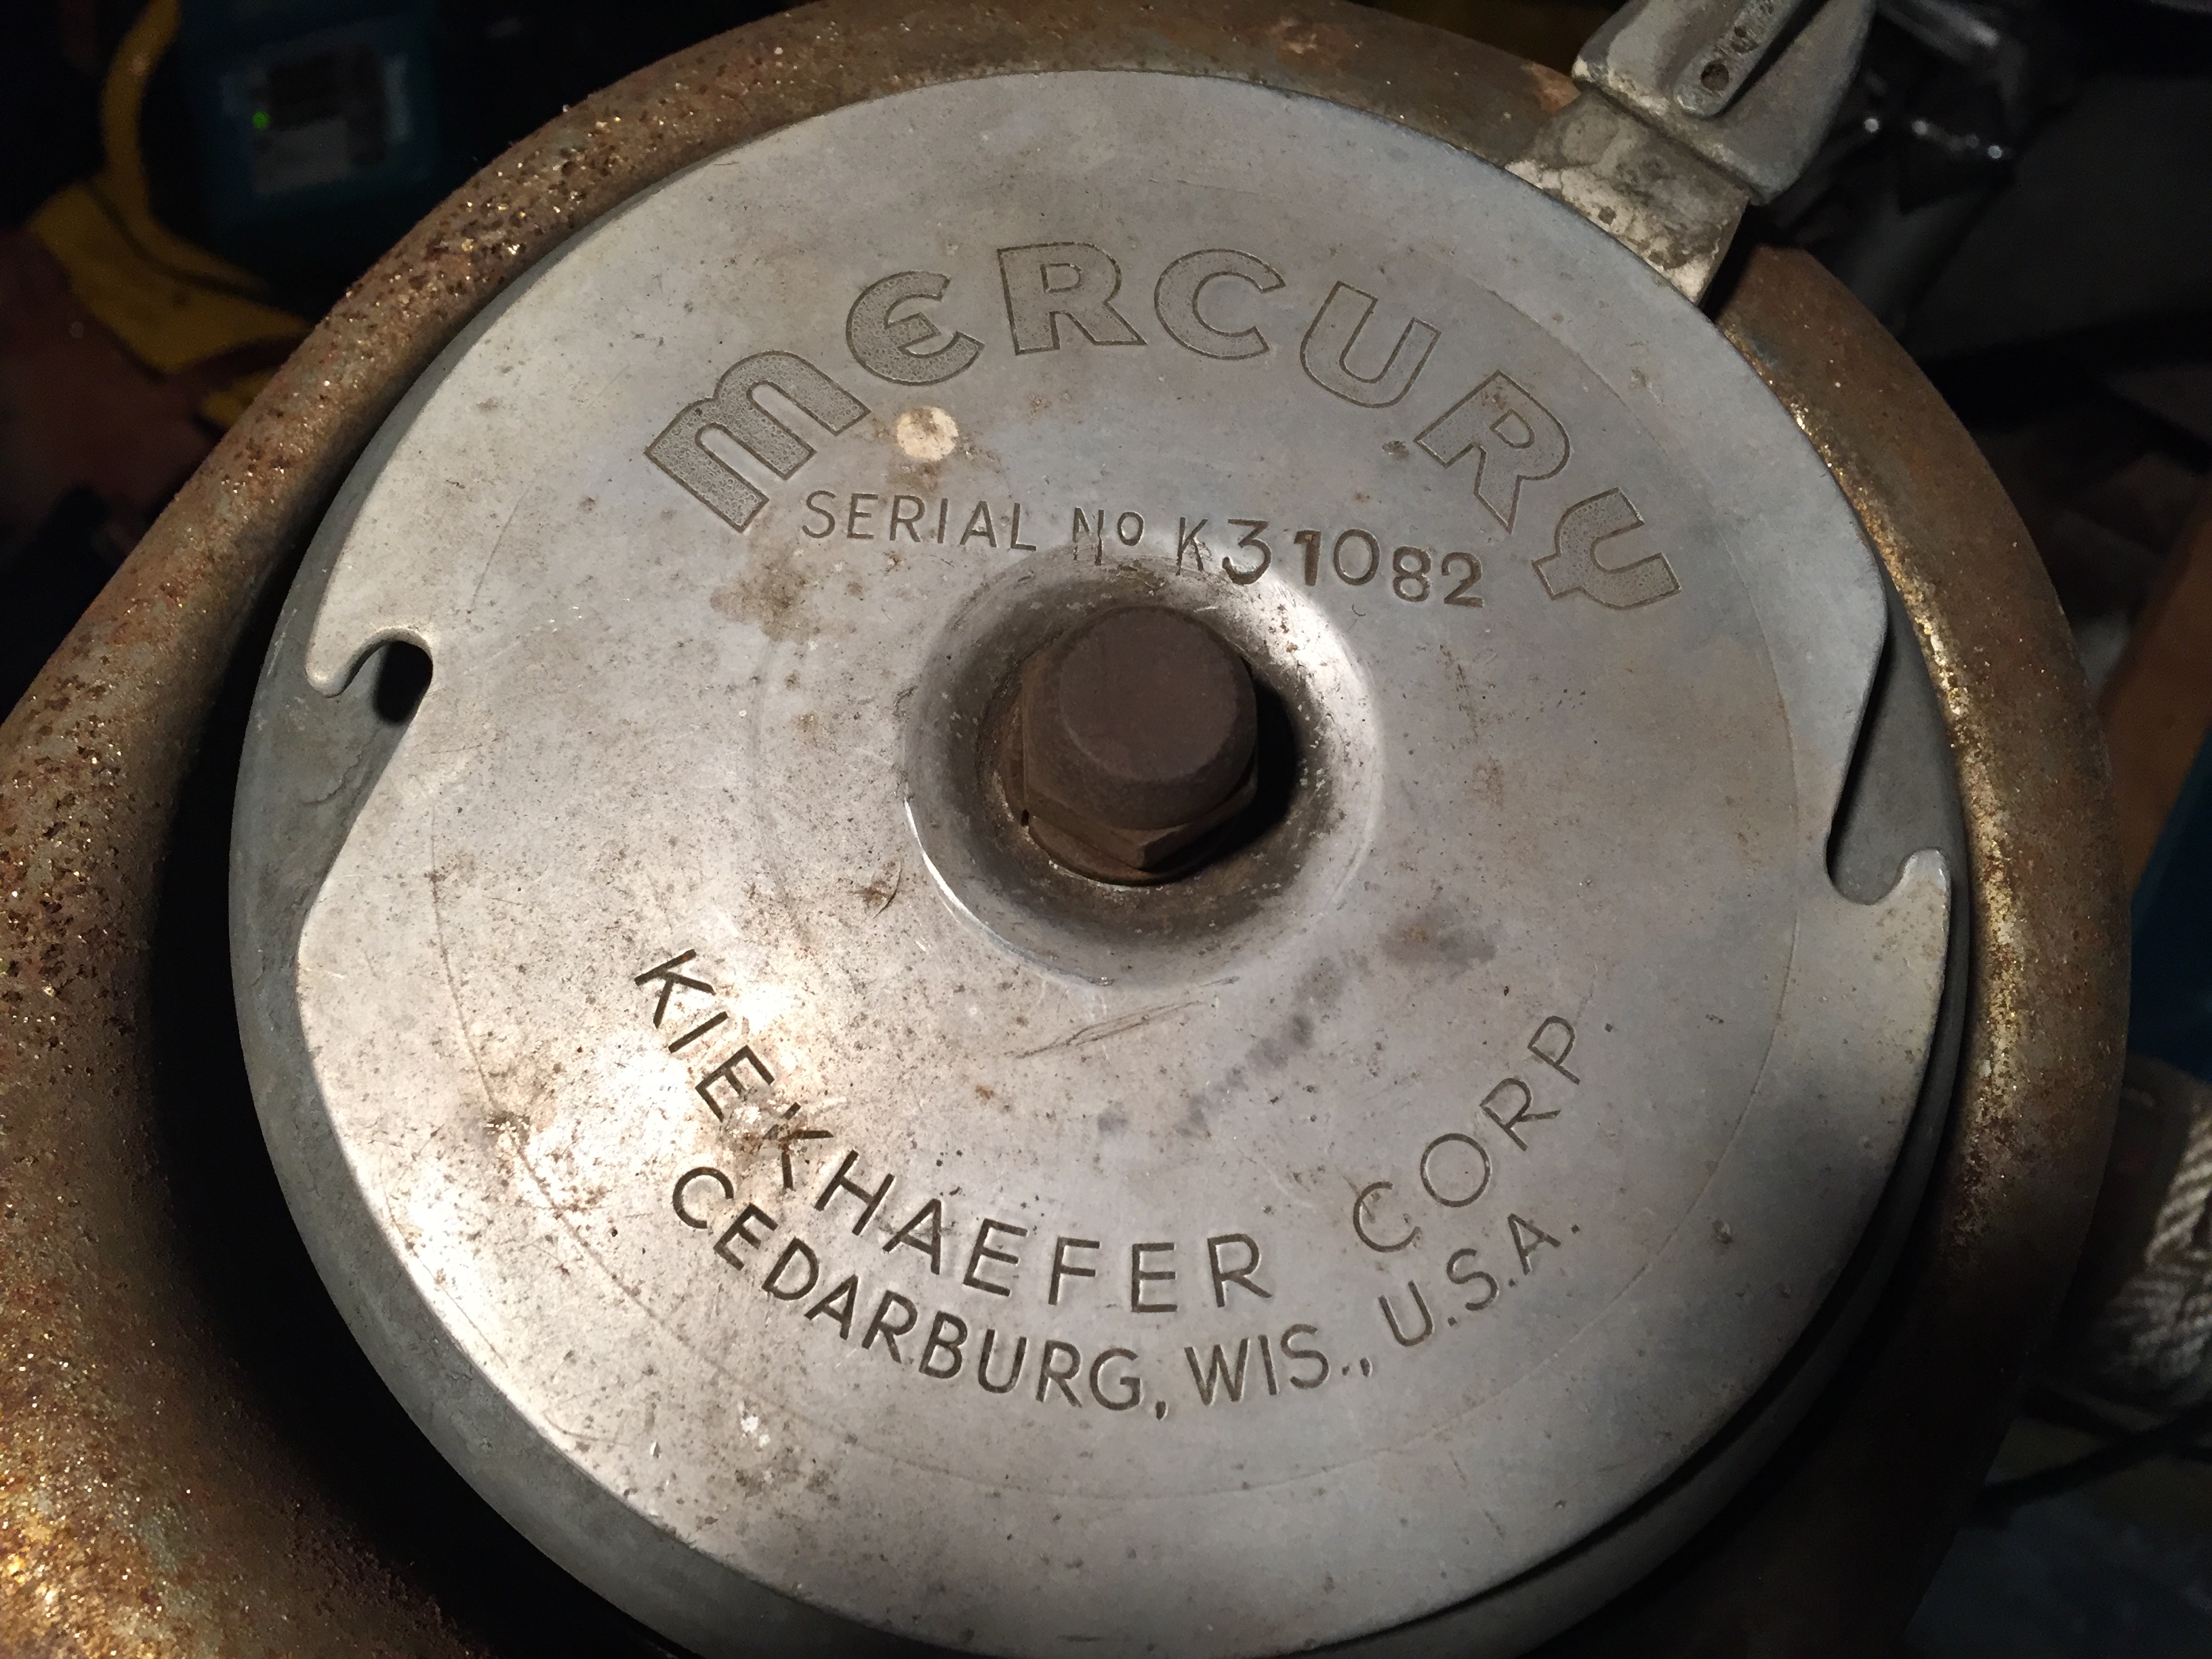 MERCURY
SERIAL No K31082
KIEKHAEFER CORP
CEDARBURG, WIS., U.S.A.